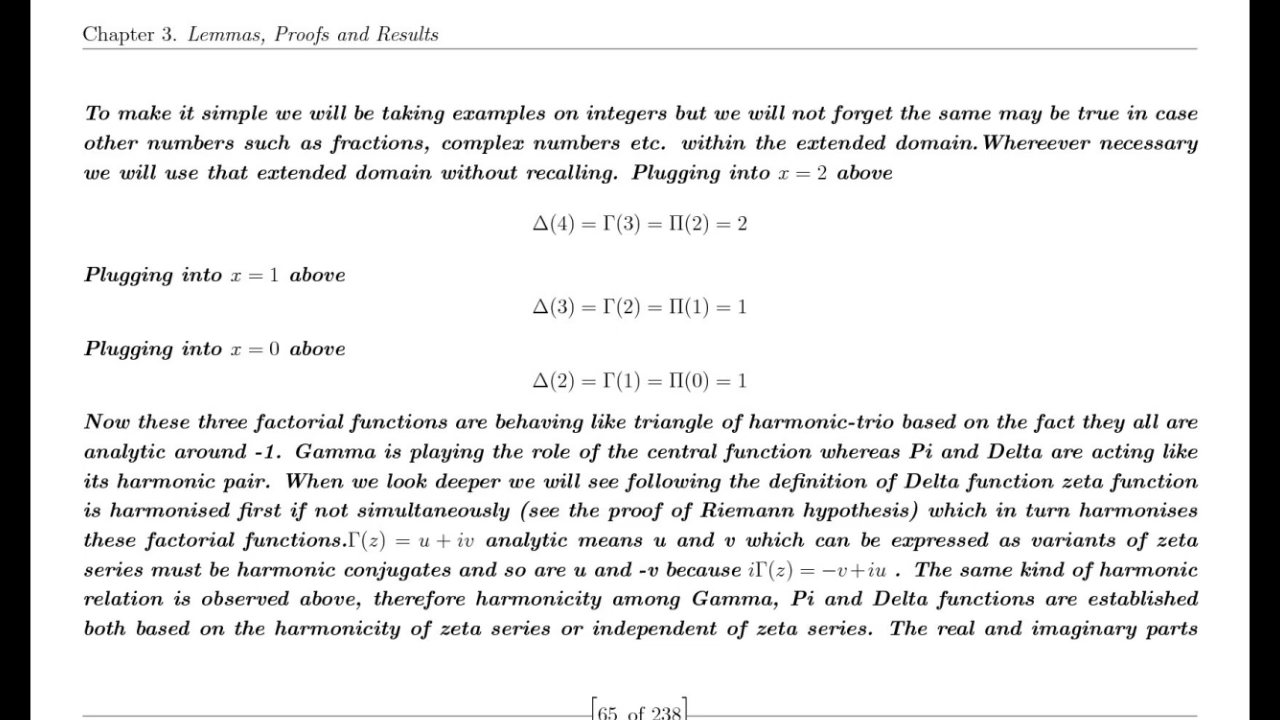 Chapter 3. Lemmas, Proofs and Results
To make it simple we will be taking examples on integers but we will not forget the same may be true in case
other numbers such as fractions, complex numbers etc. within the extended domain. Whereever necessary
we will use that extended domain without recalling. Plugging into x = 2 above
Δ(4) = Γ(3) = Π(2) = 2
Plugging into x = 1 above
Δ(3) = Γ(2) = Π(1) = 1
Plugging into x = 0 above
Δ(2) = Γ(1) = Π(0) = 1
Now these three factorial functions are behaving like triangle of harmonic-trio based on the fact they all are
analytic around -1. Gamma is playing the role of the central function whereas Pi and Delta are acting like
its harmonic pair. When we look deeper we will see following the definition of Delta function zeta function
is harmonised first if not simultaneously (see the proof of Riemann hypothesis) which in turn harmonises
these factorial functions.Γ(z) = u + iv analytic means u and v which can be expressed as variants of zeta
series must be harmonic conjugates and so are u and -v because iΓ(z) = −v+iu . The same kind of harmonic
relation is observed above, therefore harmonicity among Gamma, Pi and Delta functions are established
both based on the harmonicity of zeta series or independent of zeta series. The real and imaginary parts
[65 of 238]